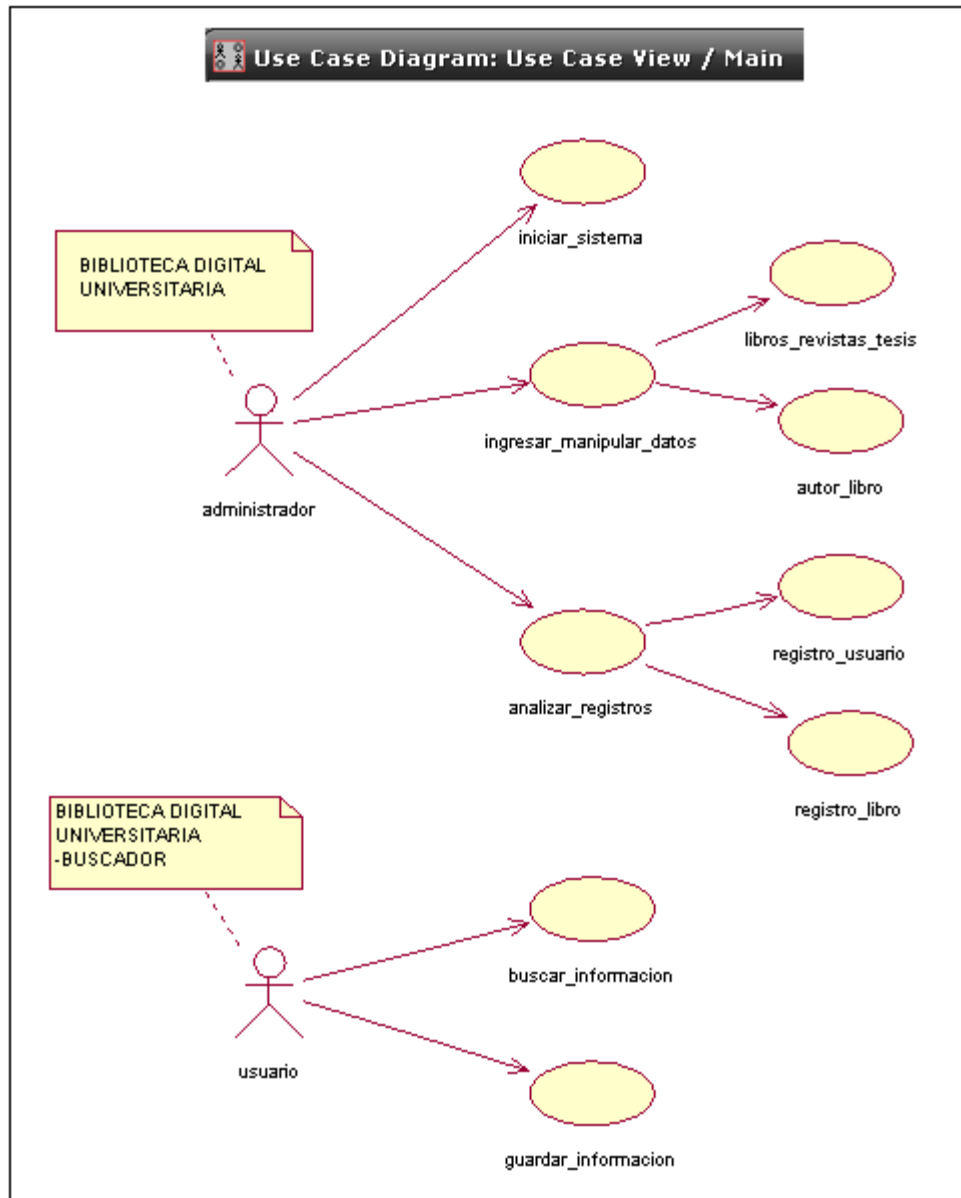 Use Case Diagram: Use Case View / Main
iniciar_sistema
BIBLIOTECA DIGITAL
UNIVERSITARIA
libros_revistas_tesis
ingresar_manipular_datos
autor_libro
administrador
registro_usuario
analizar_registros
registro_libro
BIBLIOTECA DIGITAL
UNIVERSITARIA
-BUSCADOR
buscar_informacion
usuario
guardar_informacion